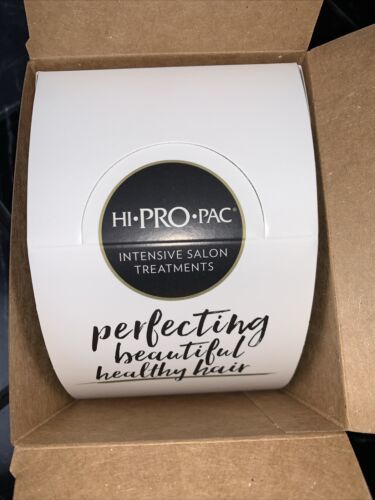 HI•PRO•PAC®
INTENSIVE SALON
TREATMENTS
perfecting
beautiful
healthy hair